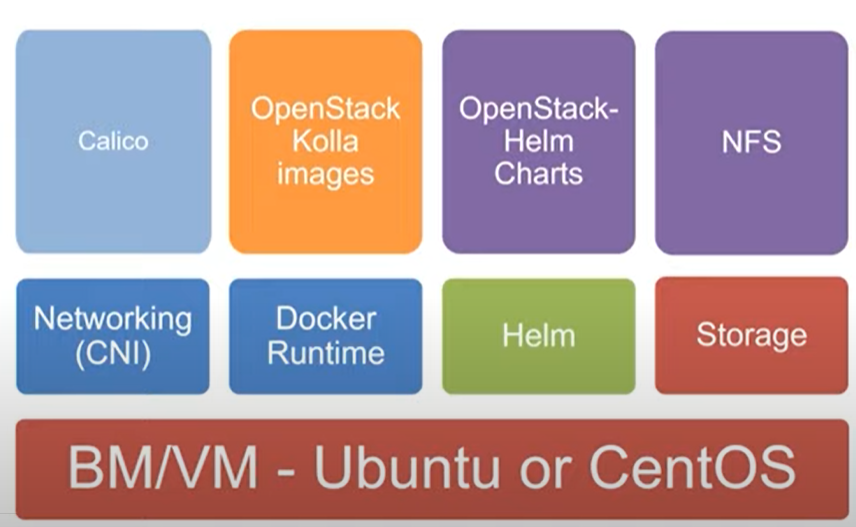 Calico
OpenStack
Kolla
images
OpenStack-
Helm
Charts
NFS
Networking
(CNI)
Docker
Runtime
Helm
Storage
BM/VM - Ubuntu or CentOS